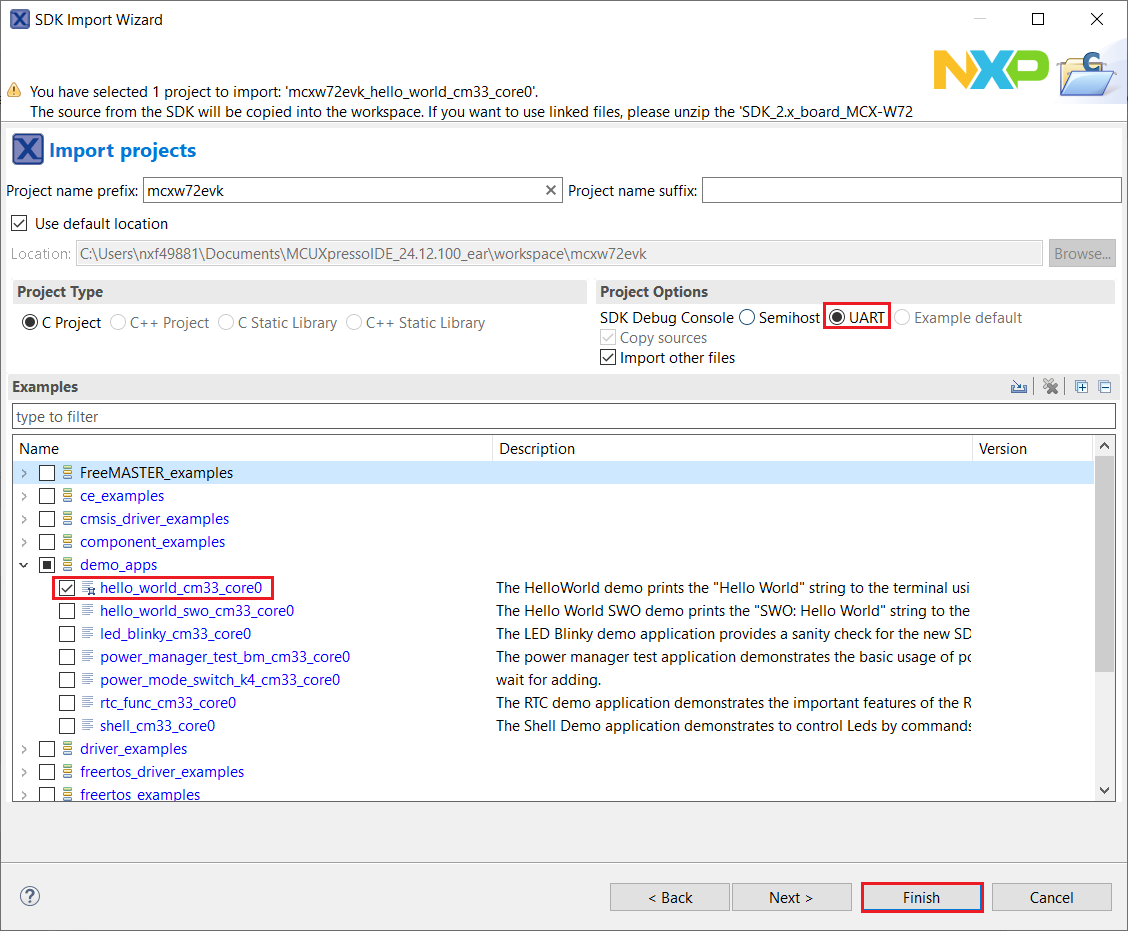 SDK Import Wizard
NXP
You have selected 1 project to import: 'mcxw72evk_hello_world_cm33_core0'.
The source from the SDK will be copied into the workspace. If you want to use linked files, please unzip the 'SDK_2.x_board_MCX-W72
Import projects
Project name prefix: mcxw72evk Project name suffix:
Use default location
Location: C:\Users\nxf49881\Documents\MCUXpressoIDE_24.12.100_ear\workspace\mcxw72evk Browse...
Project Type Project Options
C Project C++ Project C Static Library C++ Static Library SDK Debug Console Semihost UART Example default
Copy sources
Import other files
Examples
type to filter
Name Description Version
FreeMASTER_examples
ce_examples
cmsis_driver_examples
component_examples
demo_apps
hello_world_cm33_core0 The HelloWorld demo prints the "Hello World" string to the terminal usi
hello_world_swo_cm33_core0 The Hello World SWO demo prints the "SWO: Hello World" string to the
led_blinky_cm33_core0 The LED Blinky demo application provides a sanity check for the new SD
power_manager_test_bm_cm33_core0 The power manager test application demonstrates the basic usage of po
power_mode_switch_k4_cm33_core0 wait for adding.
rtc_func_cm33_core0 The RTC demo application demonstrates the important features of the R
shell_cm33_core0 The Shell Demo application demonstrates to control Leds by commands
driver_examples
freertos_driver_examples
freertos_examples
< Back Next > Finish Cancel